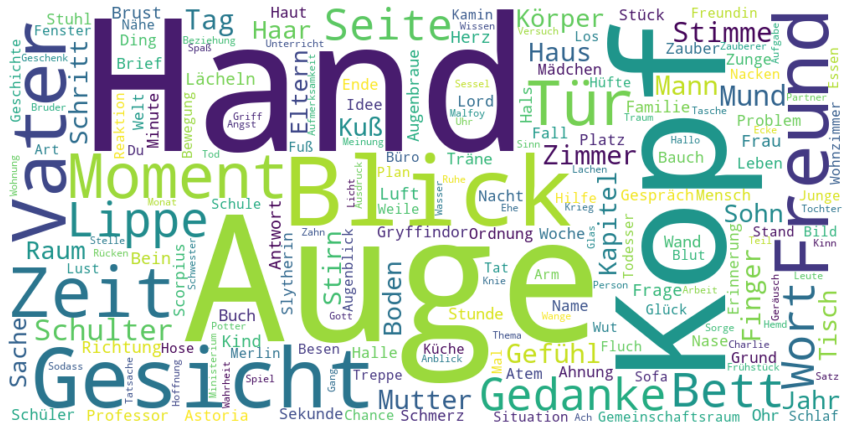 Stuhl
Nähe
Brust
Haut
Kamin
Wissen
Stück
Freundin
Los
Versuch
Zauberer
Aufgabe
Fenster
Ding
Tag
Beziehung
Spaß
Haar
Seite
Körper
Stimme
Essen
Geschichte
Geschenk
Brief
Herz
Unterricht
Zauber
Haus
Zunge
Nacken
Schritt
Lächeln
Augenbraue
Aufmerksamkeit
Mädchen
Hüfte
Bruder
Reaktion
Welt
Minute
Bewegung
Eltern
Ende
Idee
Sessel
Lord
Malfoy
Uhr
Hals
Mann
Mund
Tasche
Partner
Traum
Hand
Vater
Kopf
Freund
Griff
Angst
Kuß
Tür
Familie
Problem
Art
Du
Tod
Fuß
Meinung
Fall
Platz
Hallo
Ecke
Wohnzimmer
Moment
Blick
Büro
Träne
Sinn
Lachen
Zimmer
Bauch
Frau
Leben
Wohnung
Monat
Schule
Licht
Ausdruck
Plan
Luft
Weile
Wasser
Ruhe
Ehe
Nacht
Krieg
Hilfe
Gespräch
Mensch
Junge
Tochter
Lippe
Antwort
Gryffindor
Ordnung
Woche
Glas
Kapitel
Sohn
Stand
Bild
Kinn
Stelle
Rücken
Schwester
Slytherin
Stirn
Augenblick
Boden
Tat
Knie
Arm
Person
Todesser
Wand
Blut
Erinnerung
Teil
Leute
Geräusch
Raum
Bein
Lust
Scorpius
Zeit
Auge
Frage
Arbeit
Finger
Wort
Buch
Potter
Gott
Stunde
Name
Wut
Glück
Sorge
Hemd
Tisch
Sache
Schulter
Kind
Wange
Thema
Fluch
Nase
Charlie
Richtung
Hose
Merlin
Besen
Halle
Küche
Anblick
Mal
Gefühl
Ahnung
Grund
Frühstück
Satz
Sodass
Gesicht
Tatsache
Hoffnung
Ministerium
Wahrheit
Spiel
Treppe
Gang
Atem
Sofa
Gedanke
Bett
Jahr
Schüler
Professor
Astoria
Sekunde
Chance
Mutter
Schmerz
Situation
Ach
Gemeinschaftsraum
Ohr
Schlaf